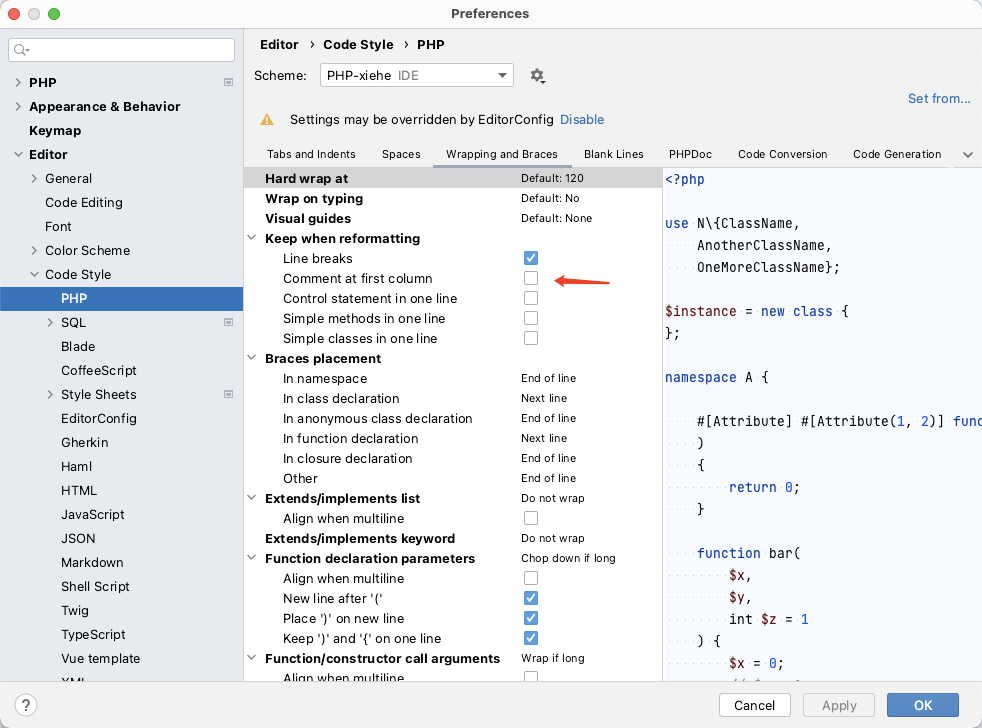 Preferences
PHP
Appearance & Behavior
Keymap
Editor
General
Code Editing
Font
Color Scheme
Code Style
PHP
SQL
Blade
CoffeeScript
Style Sheets
EditorConfig
Gherkin
Haml
HTML
JavaScript
JSON
Markdown
Shell Script
Twig
TypeScript
Vue template
XML
Editor › Code Style › PHP
Scheme: PHP-xiehe IDE
Set from...
Settings may be overridden by EditorConfig Disable
Tabs and Indents Spaces Wrapping and Braces Blank Lines PHPDoc Code Conversion Code Generation
Hard wrap at Default: 120
Wrap on typing Default: No
Visual guides Default: None
Keep when reformatting
Line breaks
Comment at first column
Control statement in one line
Simple methods in one line
Simple classes in one line
Braces placement
In namespace End of line
In class declaration Next line
In anonymous class declaration End of line
In function declaration Next line
In closure declaration End of line
Other End of line
Extends/implements list Do not wrap
Align when multiline
Extends/implements keyword Do not wrap
Function declaration parameters Chop down if long
Align when multiline
New line after '('
Place ')' on new line
Keep ')' and '{' on one line
Function/constructor call arguments Wrap if long
Align when multiline
<?php
use N\{ClassName,
AnotherClassName,
OneMoreClassName};
$instance = new class {
};
namespace A {
#[Attribute] #[Attribute(1, 2)] func
)
{
return 0;
}
function bar(
$x,
$y,
int $z = 1
) {
$x = 0;
?
Cancel
Apply
OK